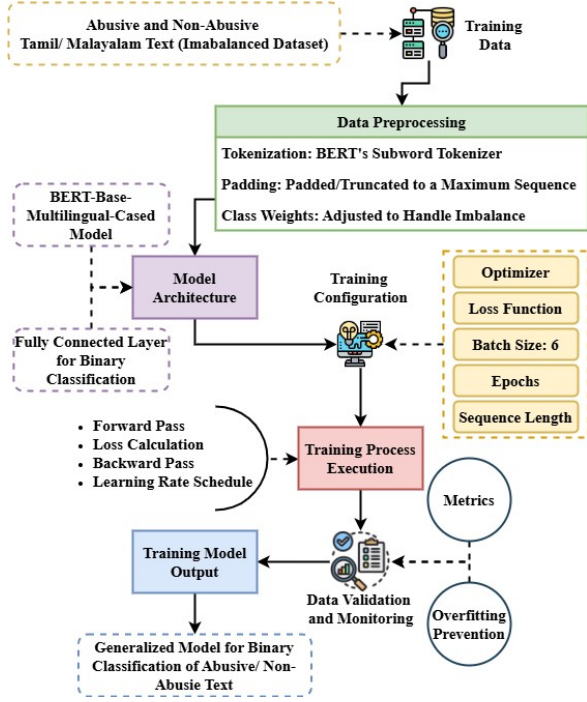 Abusive and Non-Abusive
Tamil/ Malayalam Text (Imabalanced Dataset)
Training
Data
Data Preprocessing
Tokenization: BERT's Subword Tokenizer
Padding: Padded/Truncated to a Maximum Sequence
Class Weights: Adjusted to Handle Imbalance
BERT-Base-
Multilingual-Cased
Model
Model
Architecture
Fully Connected Layer
for Binary
Classification
Training
Configuration
Optimizer
Loss Function
Batch Size: 6
Epochs
Sequence Length
• Forward Pass
• Loss Calculation
• Backward Pass
• Learning Rate Schedule
Training Process
Execution
Metrics
Overfitting
Prevention
Data Validation
and Monitoring
Training Model
Output
Generalized Model for Binary
Classification of Abusive/ Non-
Abusie Text